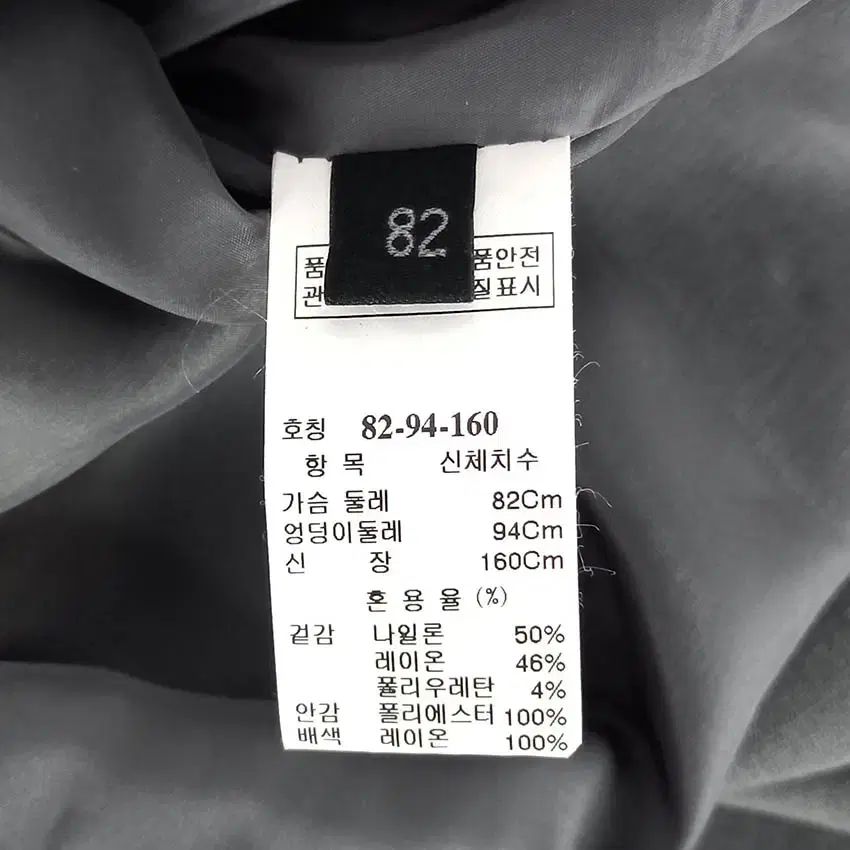 82
품 품안전
관 질표시
호칭 82-94-160
항 목 신체치수
가슴 둘레 82Cm
엉덩이둘레 94Cm
신 장 160Cm
혼 용 율 (%)
겉감 나일론 50%
레이온 46%
풀리우레탄 4%
안감 폴리에스터 100%
배색 레이온 100%